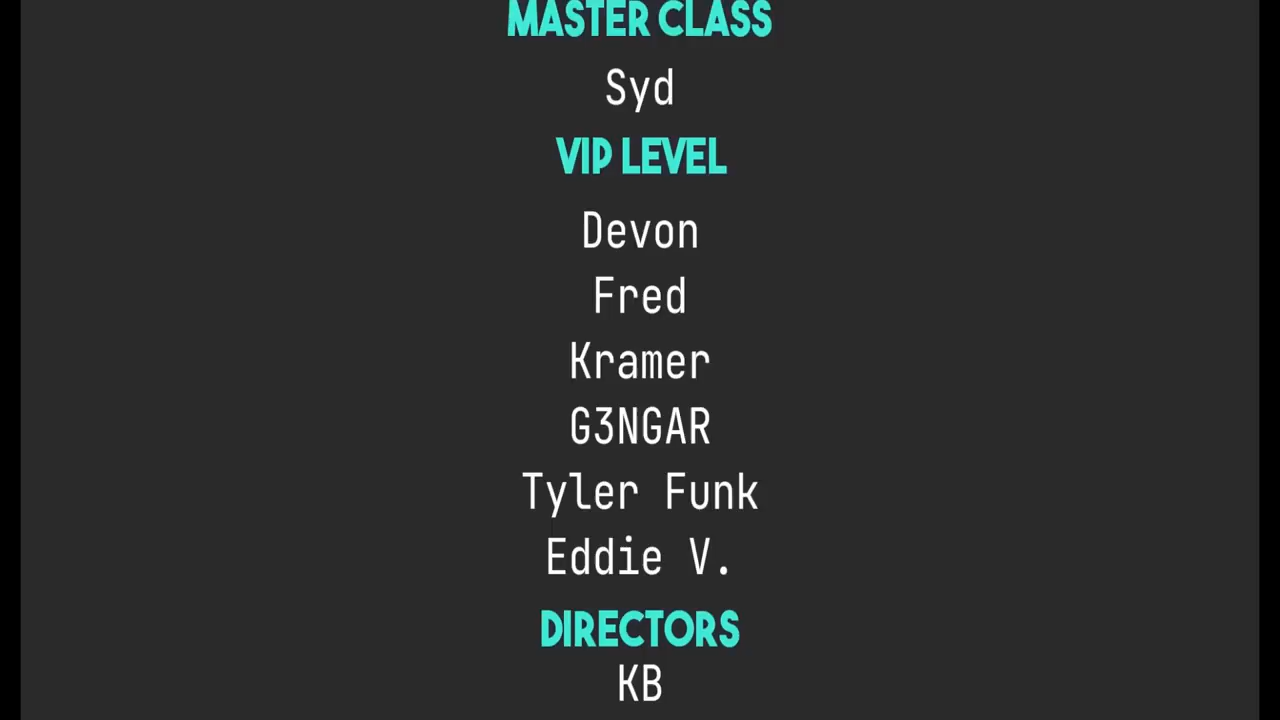 MASTER CLASS
Syd
VIP LEVEL
Devon
Fred
Kramer
G3NGAR
Tyler Funk
Eddie V.
DIRECTORS
KB